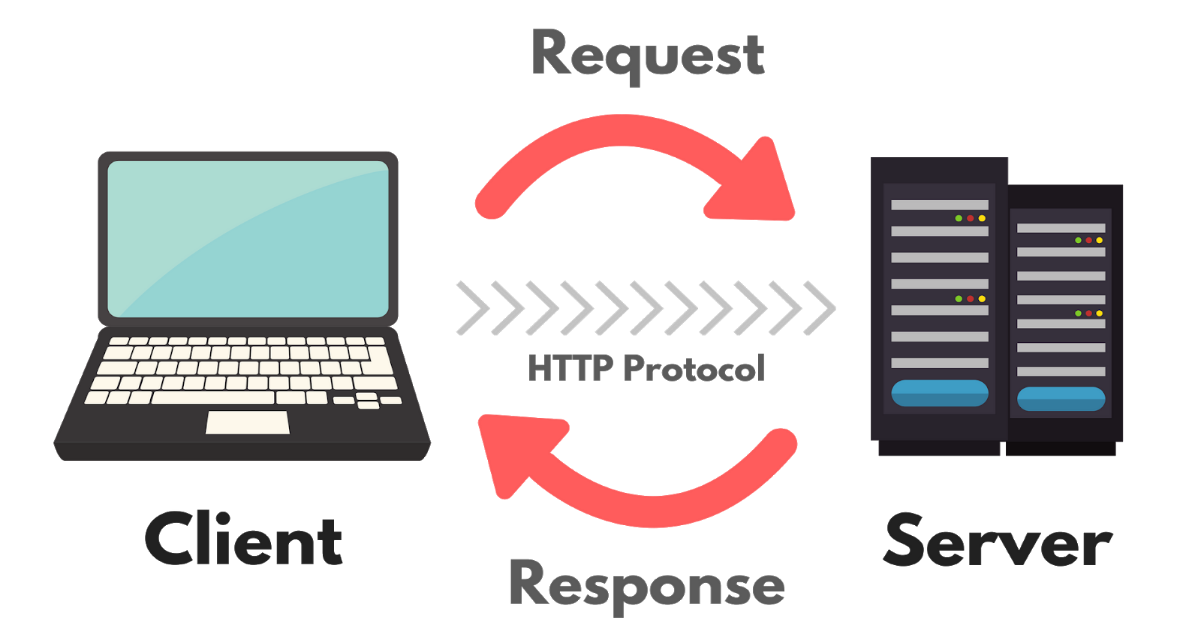 Request
HTTP Protocol
Client
Server
Response